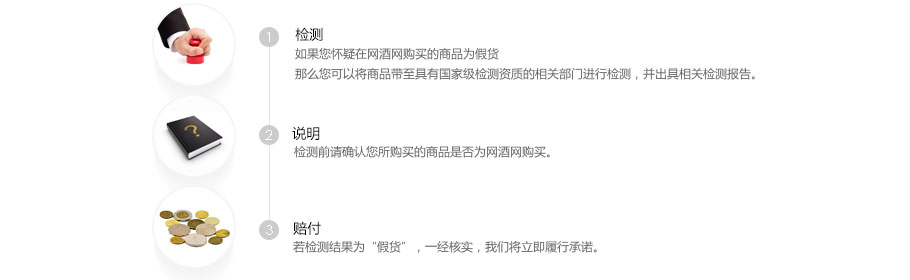 1
检测
如果您怀疑在网酒网购买的商品为假货
那么您可以将商品带至具有国家级检测资质的相关部门进行检测，并出具相关检测报告。
?
2
说明
检测前请确认您所购买的商品是否为网酒网购买。
3
赔付
若检测结果为“假货”，一经核实，我们将立即履行承诺。